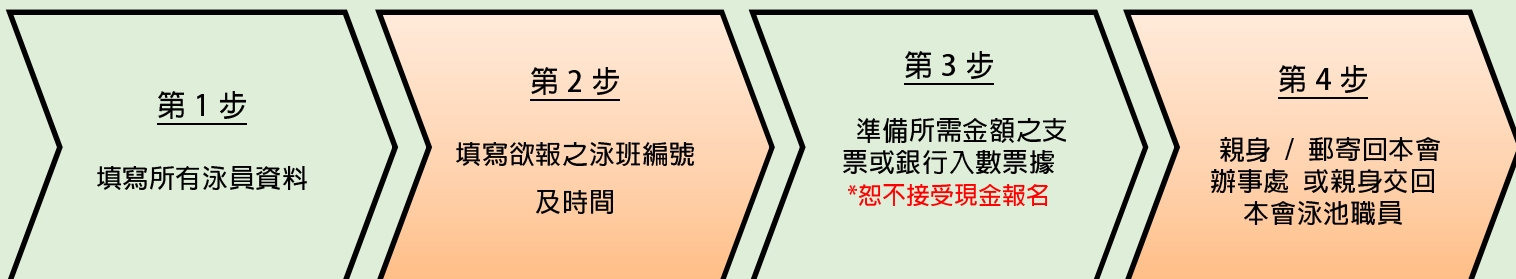 第 1 步
填寫所有泳員資料
第 2 步
填寫欲報之泳班編號
及時間
第 3 步
準備所需金額之支
票或銀行入數票據
*恕不接受現金報名
第 4 步
親身 / 郵寄回本會
辦事處 或親身交回
本會泳池職員